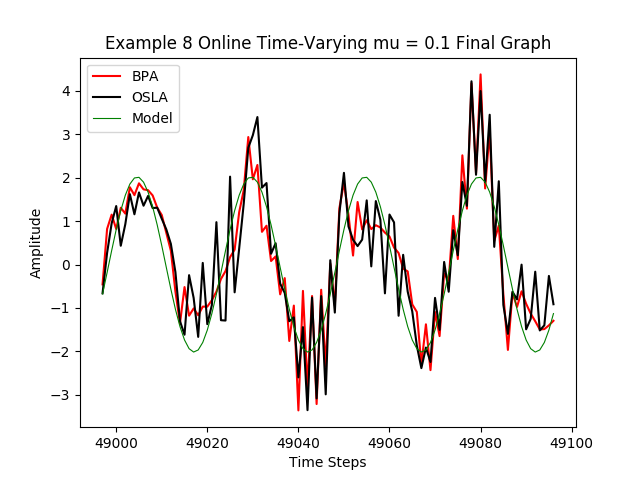 Example 8 Online Time-Varying mu = 0.1 Final Graph
BPA
OSLA
Model
4
3
2
1
0
−1
−2
−3
Amplitude
49000 49020 49040 49060 49080 49100
Time Steps